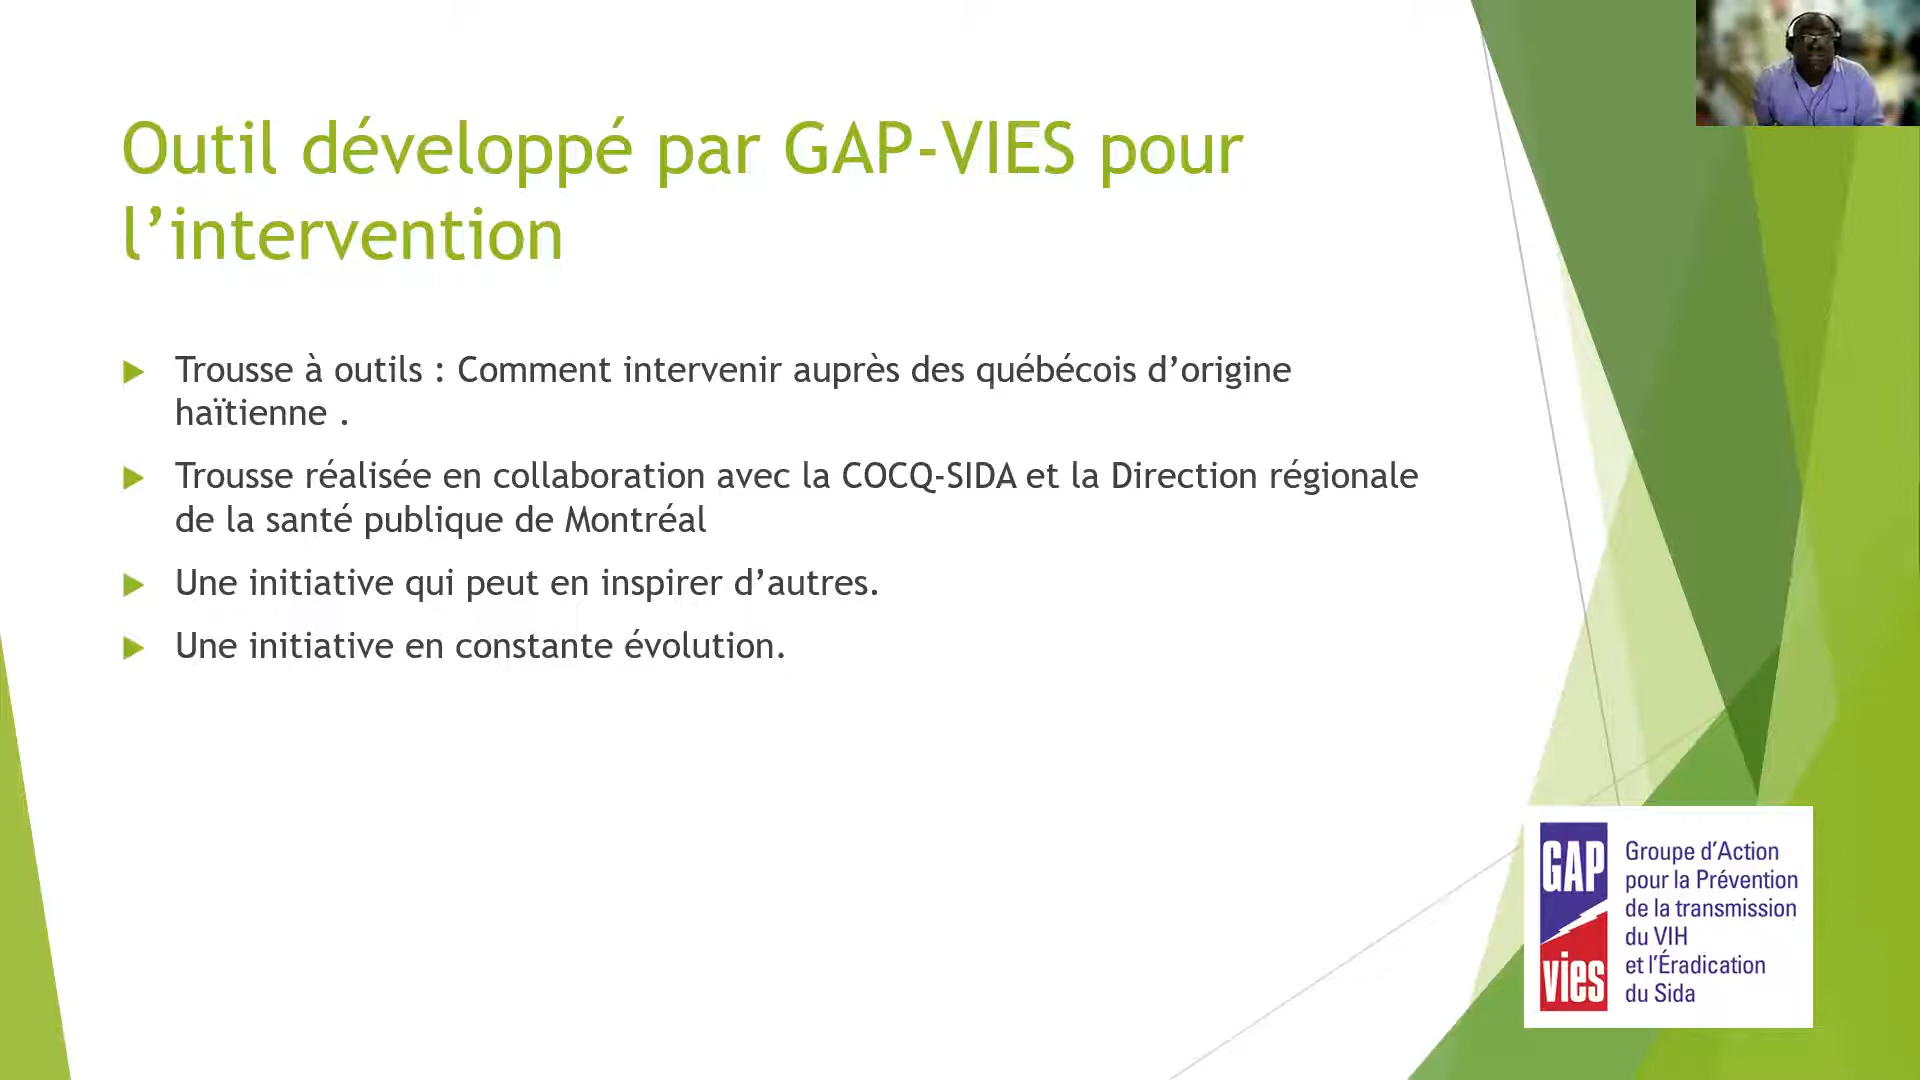 Outil développé par GAP-VIES pour
l’intervention
Trousse à outils : Comment intervenir auprès des québécois d’origine
haïtienne .
Trousse réalisée en collaboration avec la COCQ-SIDA et la Direction régionale
de la santé publique de Montréal
Une initiative qui peut en inspirer d’autres.
Une initiative en constante évolution.
GAP
vies
Groupe d’Action
pour la Prévention
de la transmission
du VIH
et l’Éradication
du Sida